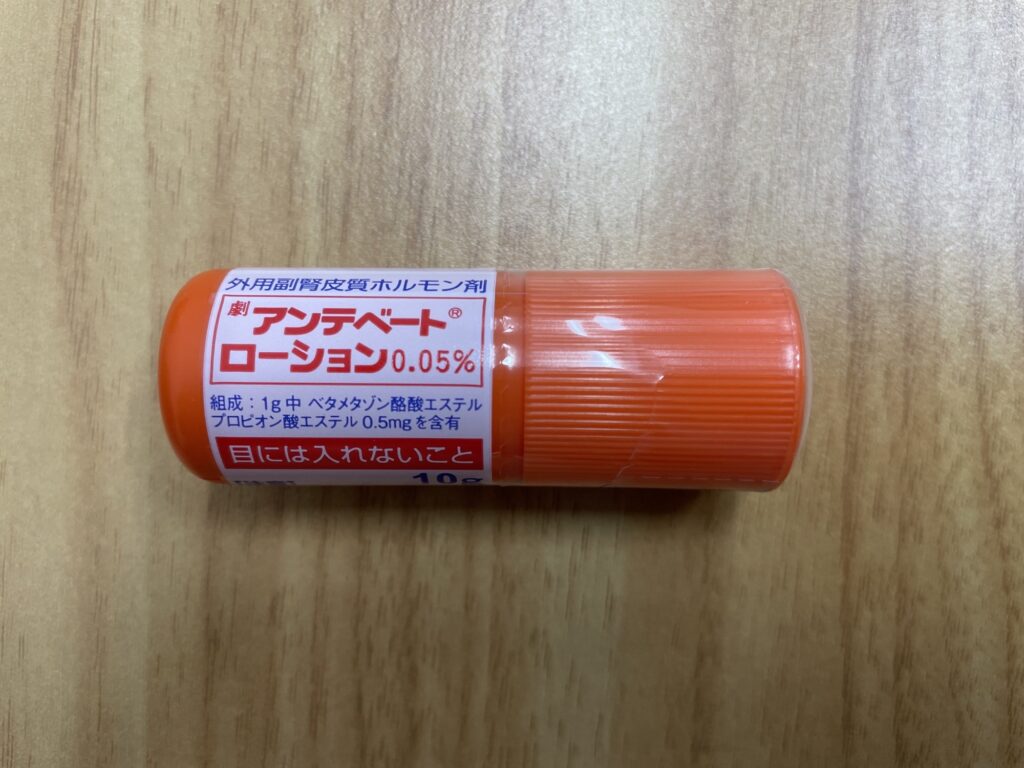 外用副腎皮質ホルモン剤
劇 アンテベート®
ローション0.05%
組成：1g中 ベタメタゾン酪酸エステル
プロピオン酸エステル 0.5mgを含有
目には入れないこと
10g